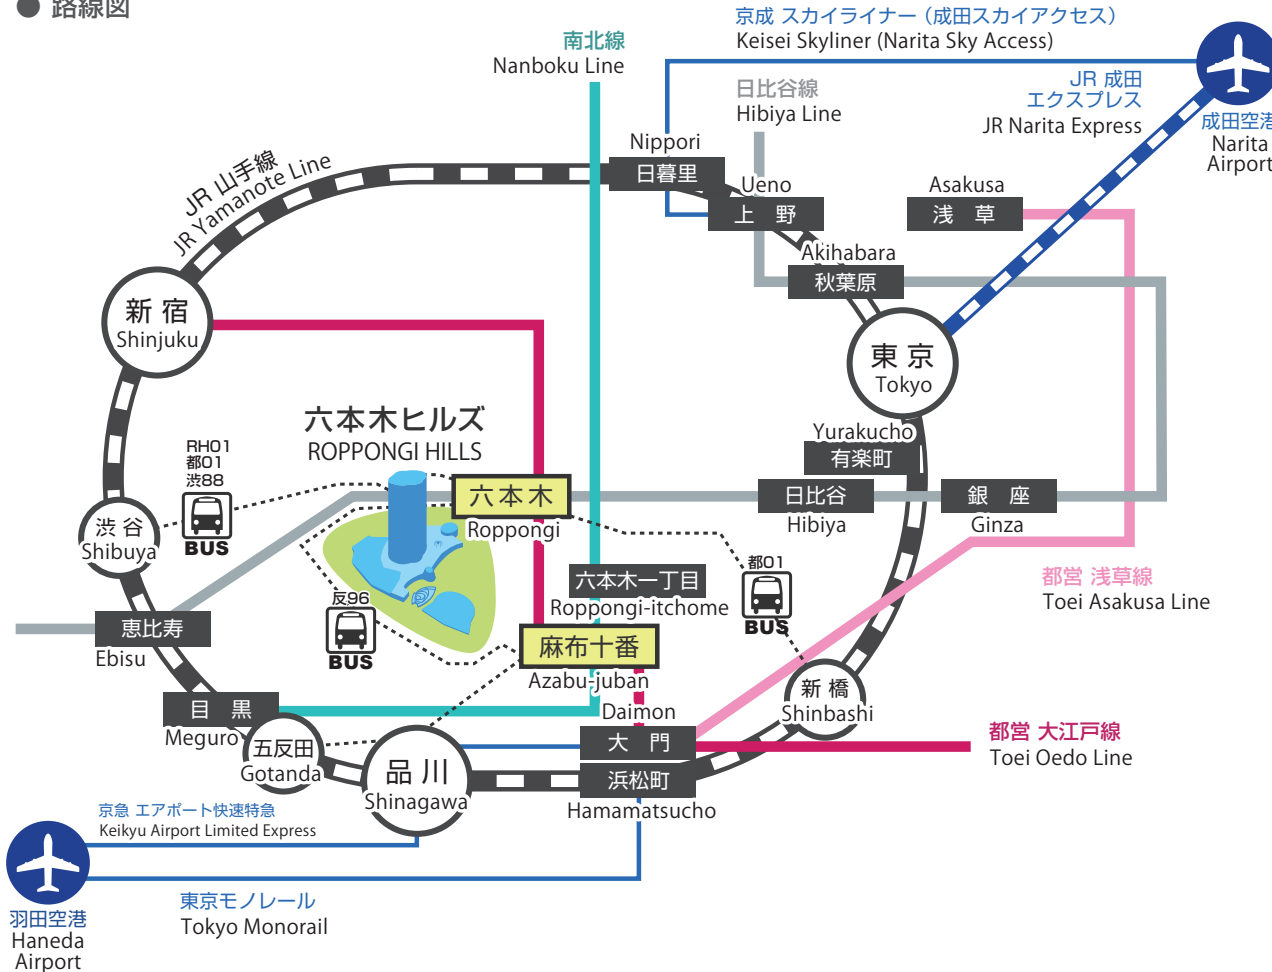 ● 路線図
京成 スカイライナー（成田スカイアクセス）
Keisei Skyliner (Narita Sky Access)
南北線
Nanboku Line
日比谷線
Hibiya Line
JR 成田
エクスプレス
JR Narita Express
成田空港
Narita
Airport
Nippori
日暮里
JR 山手線
JR Yamanote Line
Ueno
上 野
Asakusa
浅 草
Akihabara
秋葉原
新 宿
Shinjuku
東 京
Tokyo
六本木ヒルズ
ROPPONGI HILLS
RH01
都01
渋88
BUS
Yurakucho
有楽町
六本木
Roppongi
日比谷
Hibiya
銀 座
Ginza
渋 谷
Shibuya
都01
BUS
六本木一丁目
Roppongi-itchome
都営 浅草線
Toei Asakusa Line
反96
BUS
恵比寿
Ebisu
麻布十番
Azabu-juban
新 橋
Shinbashi
目 黒
Meguro
Daimon
大 門
都営 大江戸線
Toei Oedo Line
五反田
Gotanda
品 川
Shinagawa
浜松町
Hamamatsucho
京急 エアポート快速特急
Keikyu Airport Limited Express
東京モノレール
Tokyo Monorail
羽田空港
Haneda
Airport